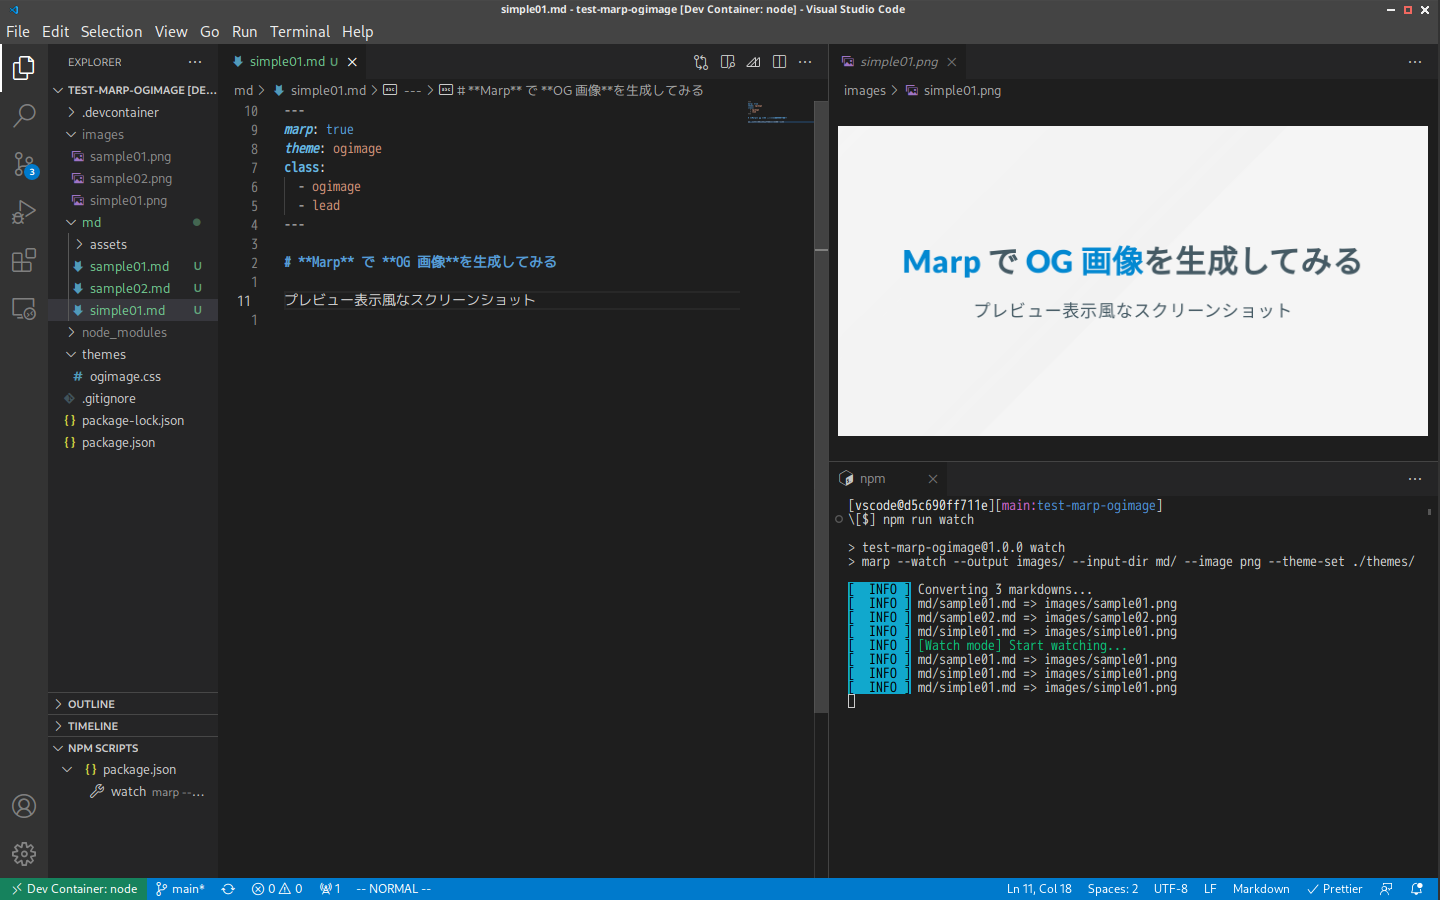 simple01.md - test-marp-ogimage [Dev Container: node] - Visual Studio Code
File Edit Selection View Go Run Terminal Help
EXPLORER
TEST-MARP-OGIMAGE [DE...
.devcontainer
images
sample01.png
sample02.png
simple01.png
md
assets
sample01.md U
sample02.md U
simple01.md U
node_modules
themes
# ogimage.css
.gitignore
{} package-lock.json
{} package.json
OUTLINE
TIMELINE
NPM SCRIPTS
{} package.json
watch marp --...
3
simple01.md U
md > simple01.md > --- > # **Marp** で **OG 画像**を生成してみる
10 ---
9 marp: true
8 theme: ogimage
7 class:
6 - ogimage
5 - lead
4 ---
3
2 # **Marp** で **OG 画像**を生成してみる
1
11 プレビュー表示風なスクリーンショット
1
simple01.png
images > simple01.png
Marp で OG 画像を生成してみる
プレビュー表示風なスクリーンショット
npm
[vscode@d5c690ff711e][main:test-marp-ogimage]
\[$] npm run watch
> test-marp-ogimage@1.0.0 watch
> marp --watch --output images/ --input-dir md/ --image png --theme-set ./themes/
[ INFO ] Converting 3 markdowns...
[ INFO ] md/sample01.md => images/sample01.png
[ INFO ] md/sample02.md => images/sample02.png
[ INFO ] md/simple01.md => images/simple01.png
[ INFO ] [Watch mode] Start watching...
[ INFO ] md/sample01.md => images/sample01.png
[ INFO ] md/simple01.md => images/simple01.png
[ INFO ] md/simple01.md => images/simple01.png
Dev Container: node main* 0 0 1 -- NORMAL -- Ln 11, Col 18 Spaces: 2 UTF-8 LF Markdown Prettier